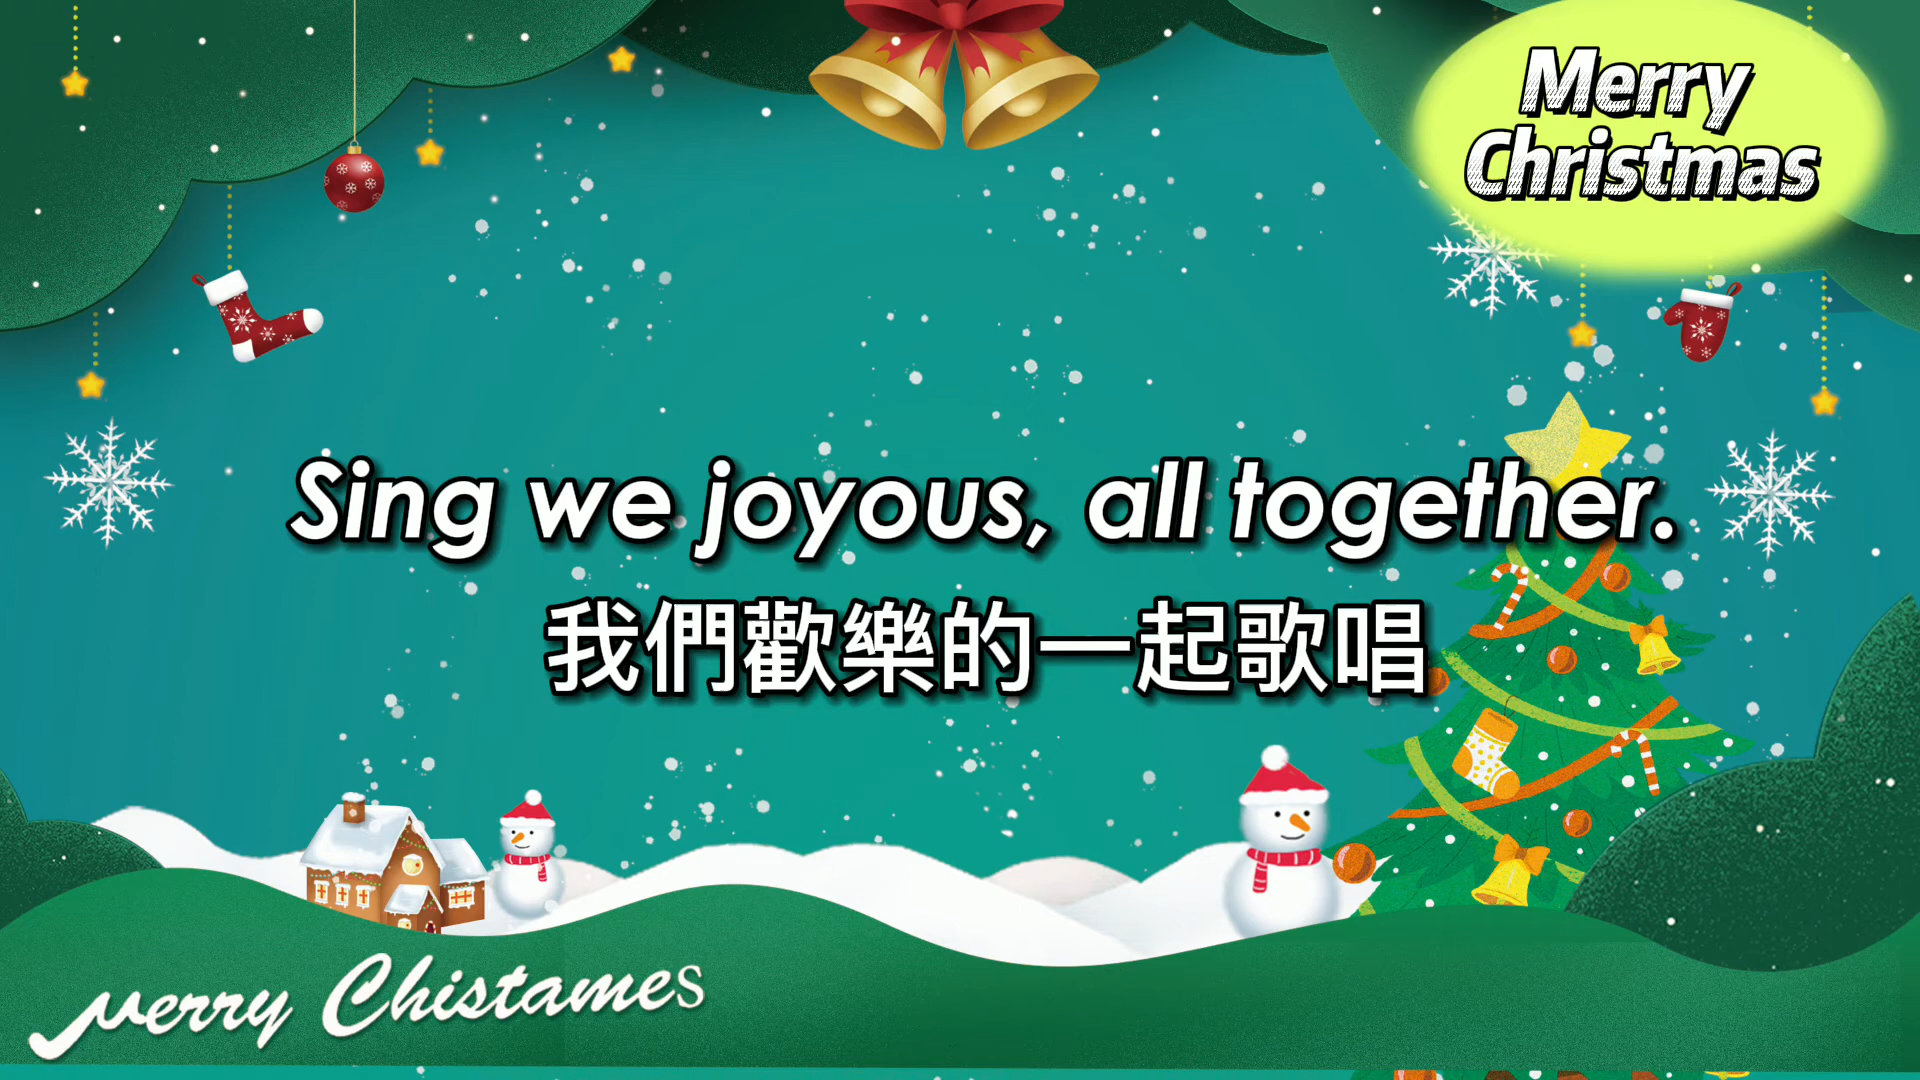 Merry
Christmas
Sing we joyous, all together.
我們歡樂的一起歌唱
Merry Chistames